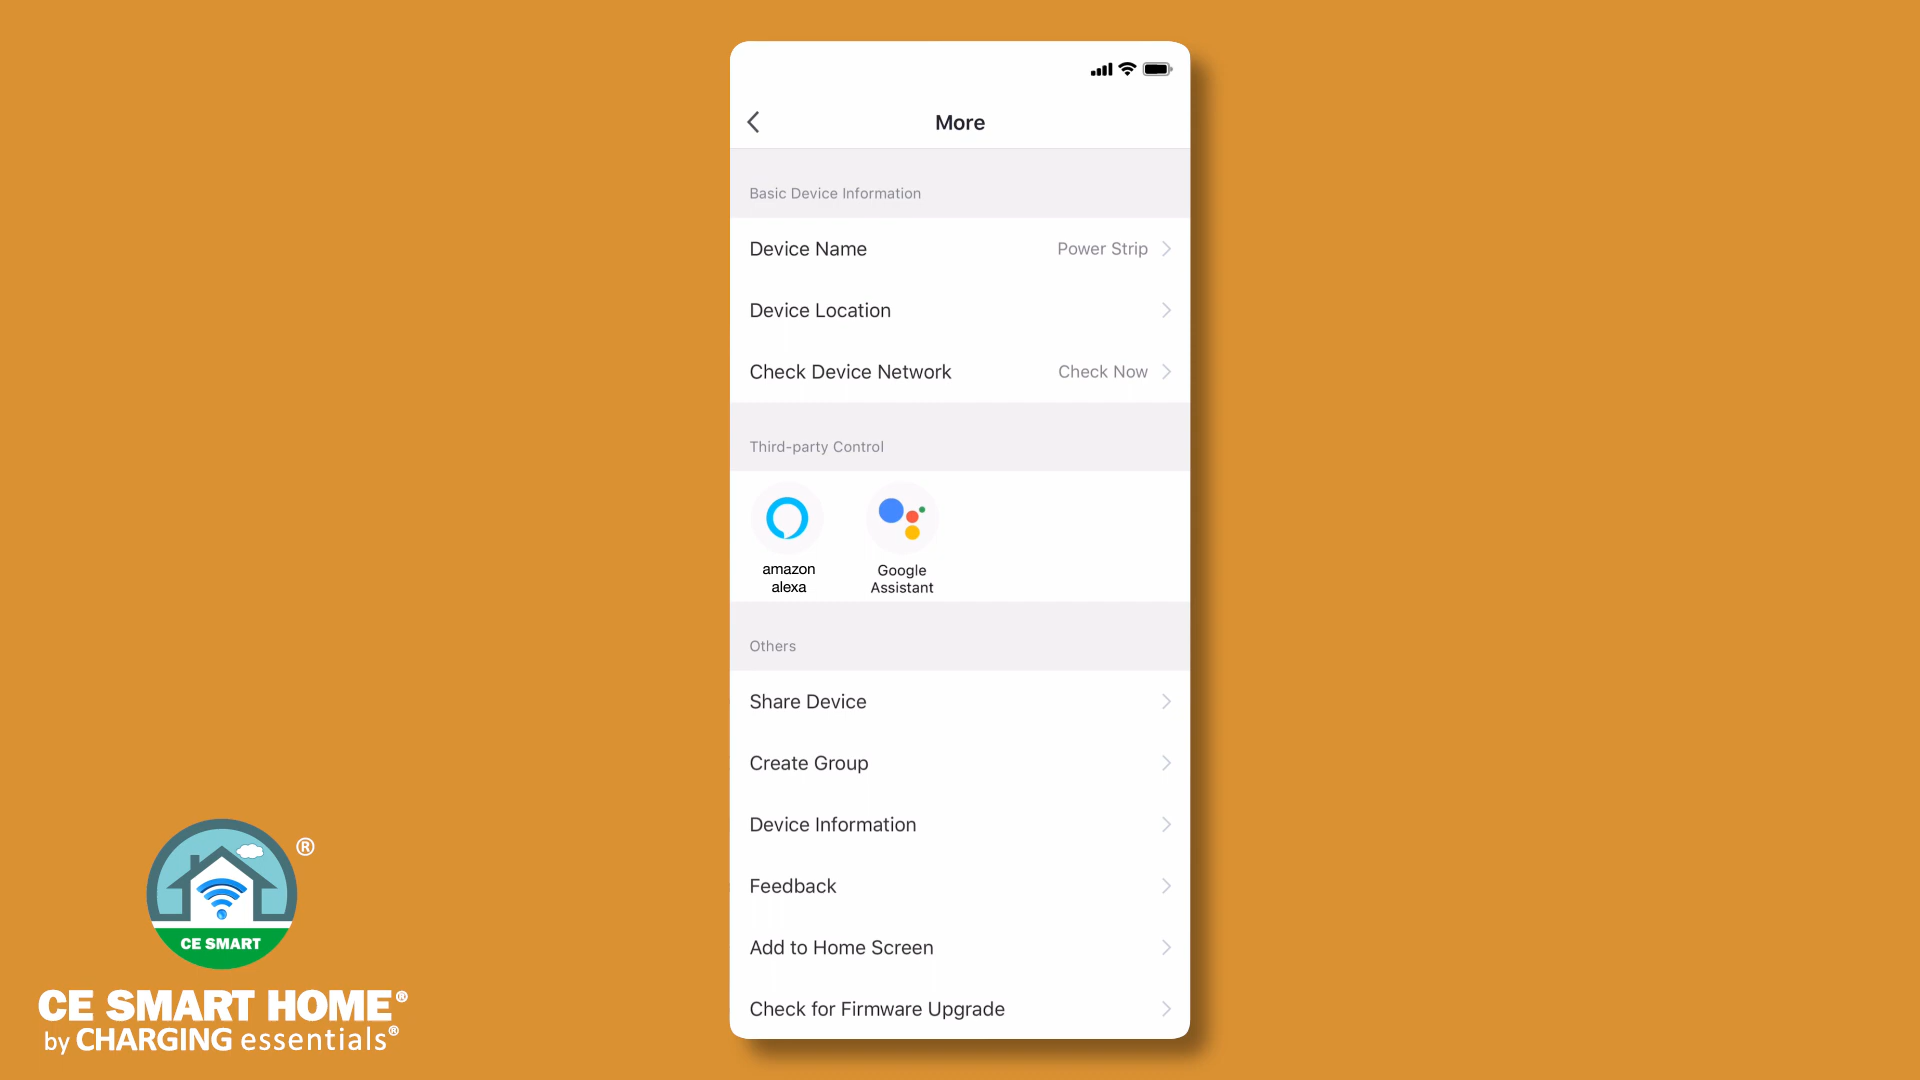 More
Basic Device Information
Device Name Power Strip
Device Location
Check Device Network Check Now
Third-party Control
amazon
alexa
Google
Assistant
Others
Share Device
Create Group
Device Information
Feedback
Add to Home Screen
Check for Firmware Upgrade
®
CE SMART
CE SMART HOME®
by CHARGING essentials®